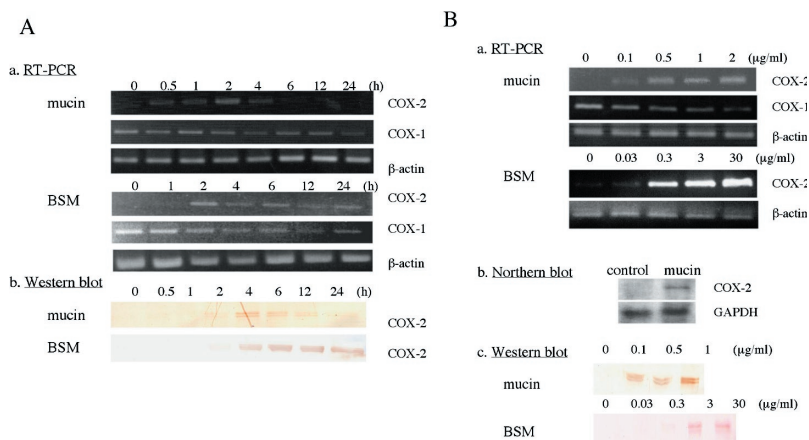 A
a. RT-PCR
0 0.5 1 2 4 6 12 24 (h)
mucin
COX-2
COX-1
β-actin
0 1 2 4 6 12 24 (h)
BSM
COX-2
COX-1
β-actin
b. Western blot
0 0.5 1 2 4 6 12 24 (h)
mucin
COX-2
BSM
COX-2
B
a. RT-PCR
0 0.1 0.5 1 2 (μg/ml)
mucin
COX-2
COX-1
β-actin
0 0.03 0.3 3 30 (μg/ml)
BSM
COX-2
β-actin
b. Northern blot
control mucin
COX-2
GAPDH
c. Western blot
0 0.1 0.5 1 (μg/ml)
mucin
0 0.03 0.3 3 30 (μg/ml)
BSM